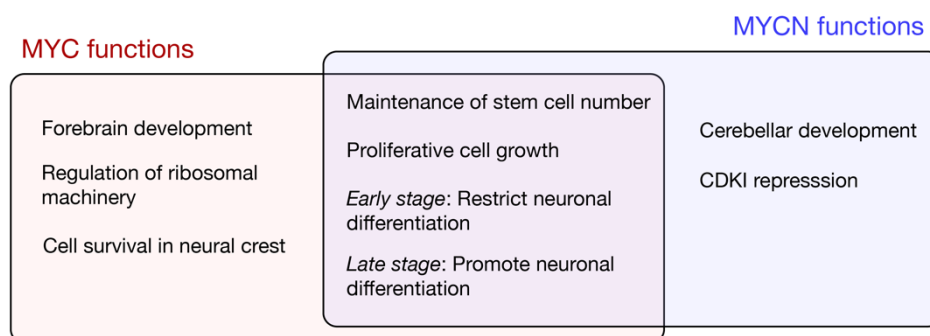 MYC functions
MYCN functions
Forebrain development
Regulation of ribosomal
machinery
Cell survival in neural crest
Maintenance of stem cell number
Proliferative cell growth
Early stage: Restrict neuronal
differentiation
Late stage: Promote neuronal
differentiation
Cerebellar development
CDKI represssion